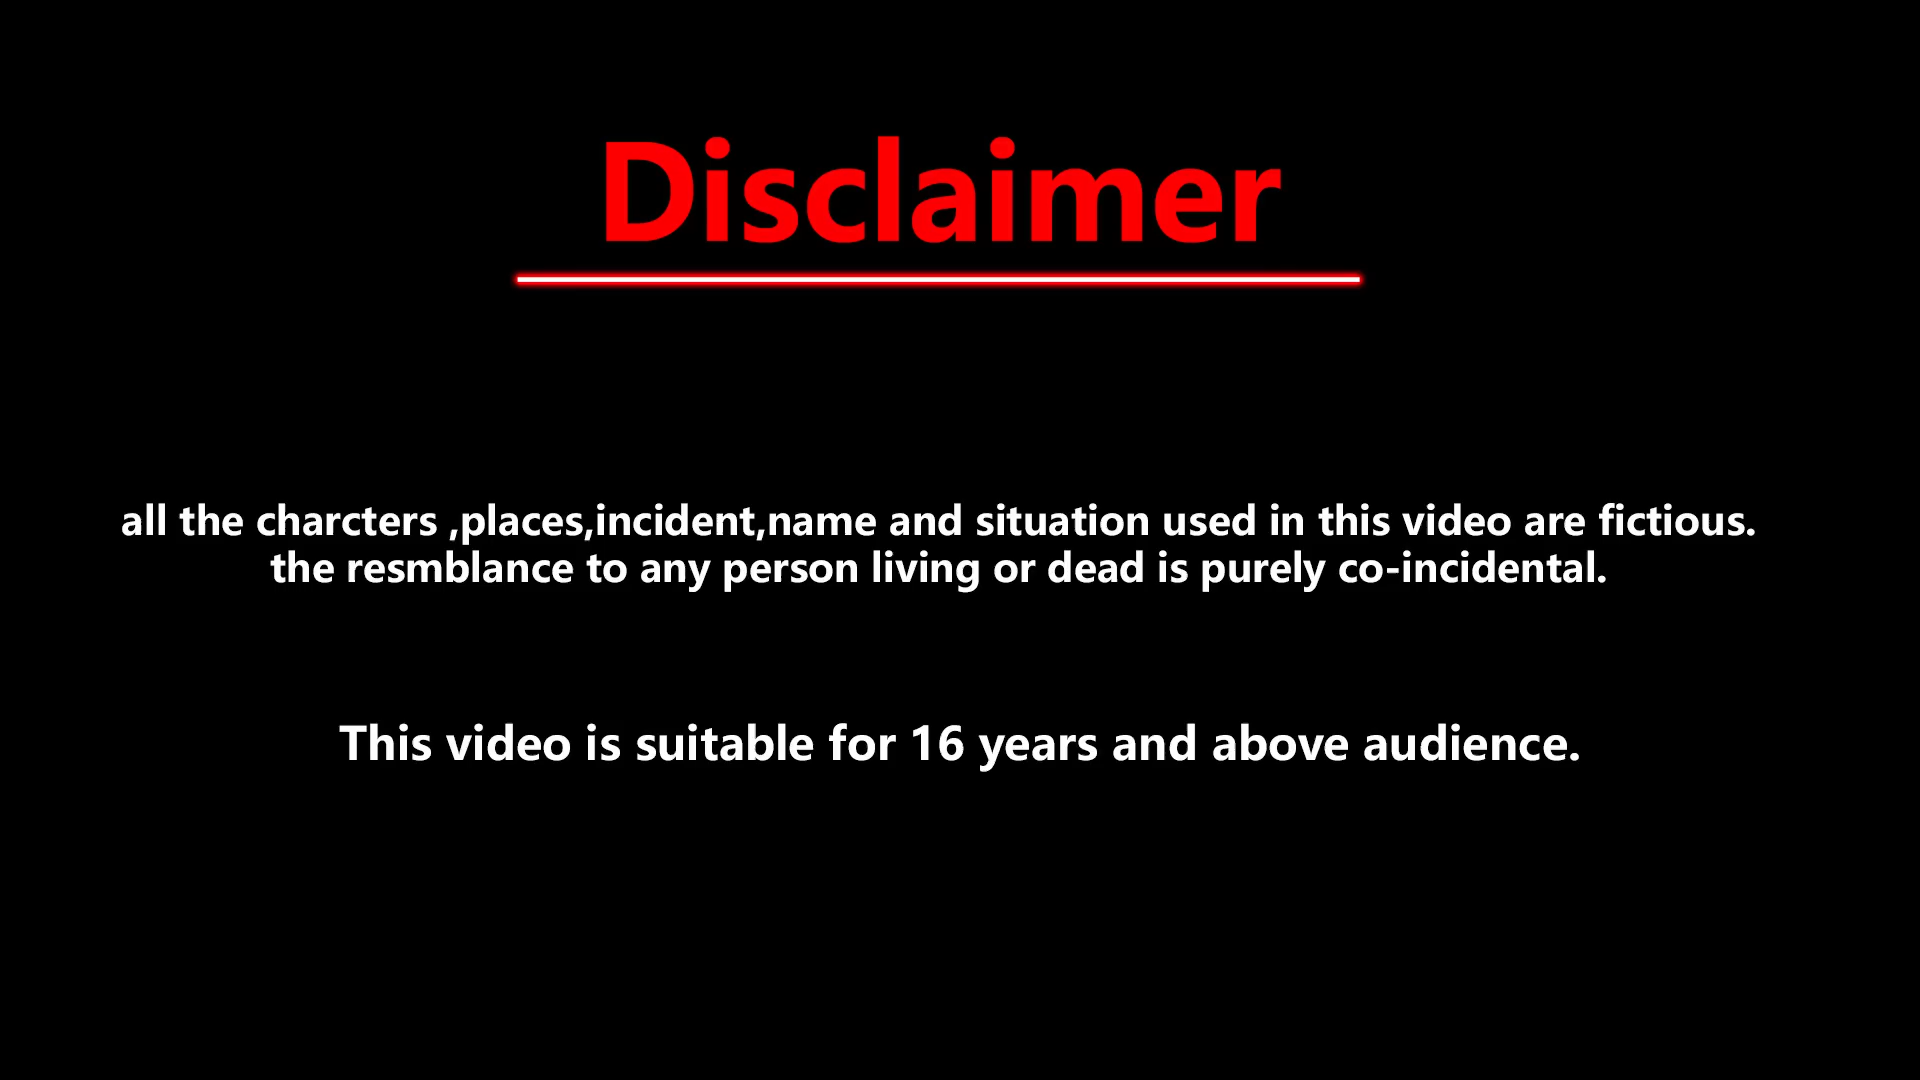 Disclaimer
all the charcters ,places,incident,name and situation used in this video are fictious.
the resmblance to any person living or dead is purely co-incidental.
This video is suitable for 16 years and above audience.